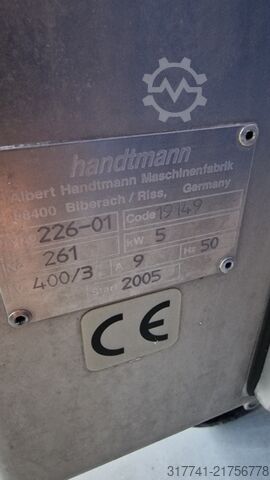 handtmann
Albert Handtmann Maschinenfabrik
88400 Biberach/Riss, Germany
226-01 Code 19149
261 kW 5 Hz 50
V 400/3 A 9
Start 2005
CE
317741-21756778